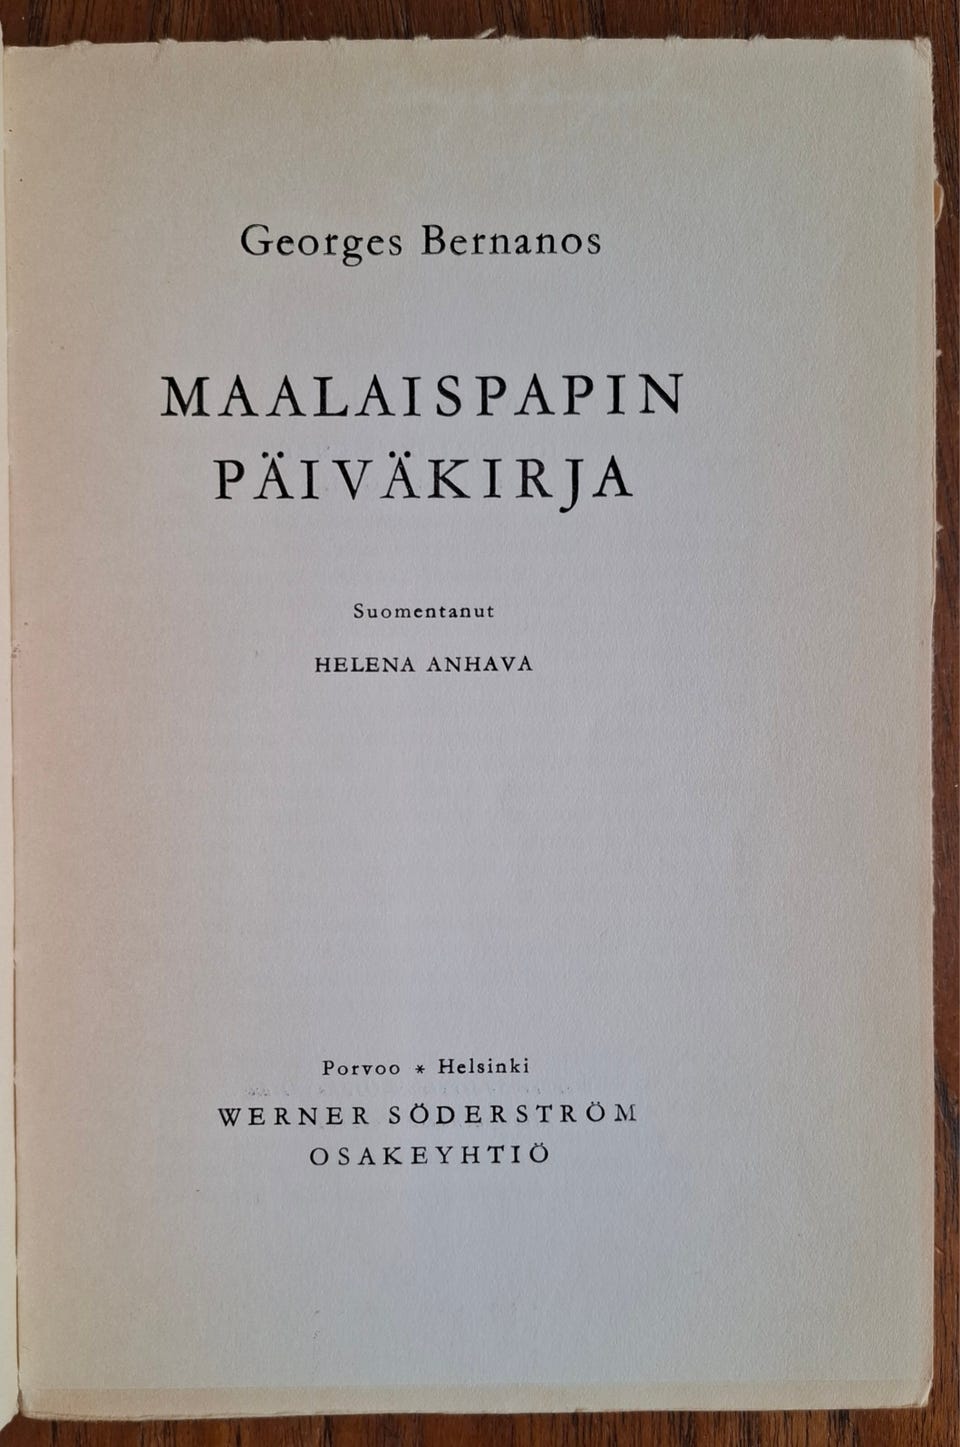 Georges Bernanos
MAALAISPAPIN
PÄIVÄKIRJA
Suomentanut
HELENA ANHAVA
Porvoo * Helsinki
WERNER SÖDERSTRÖM
OSAKEYHTIÖ